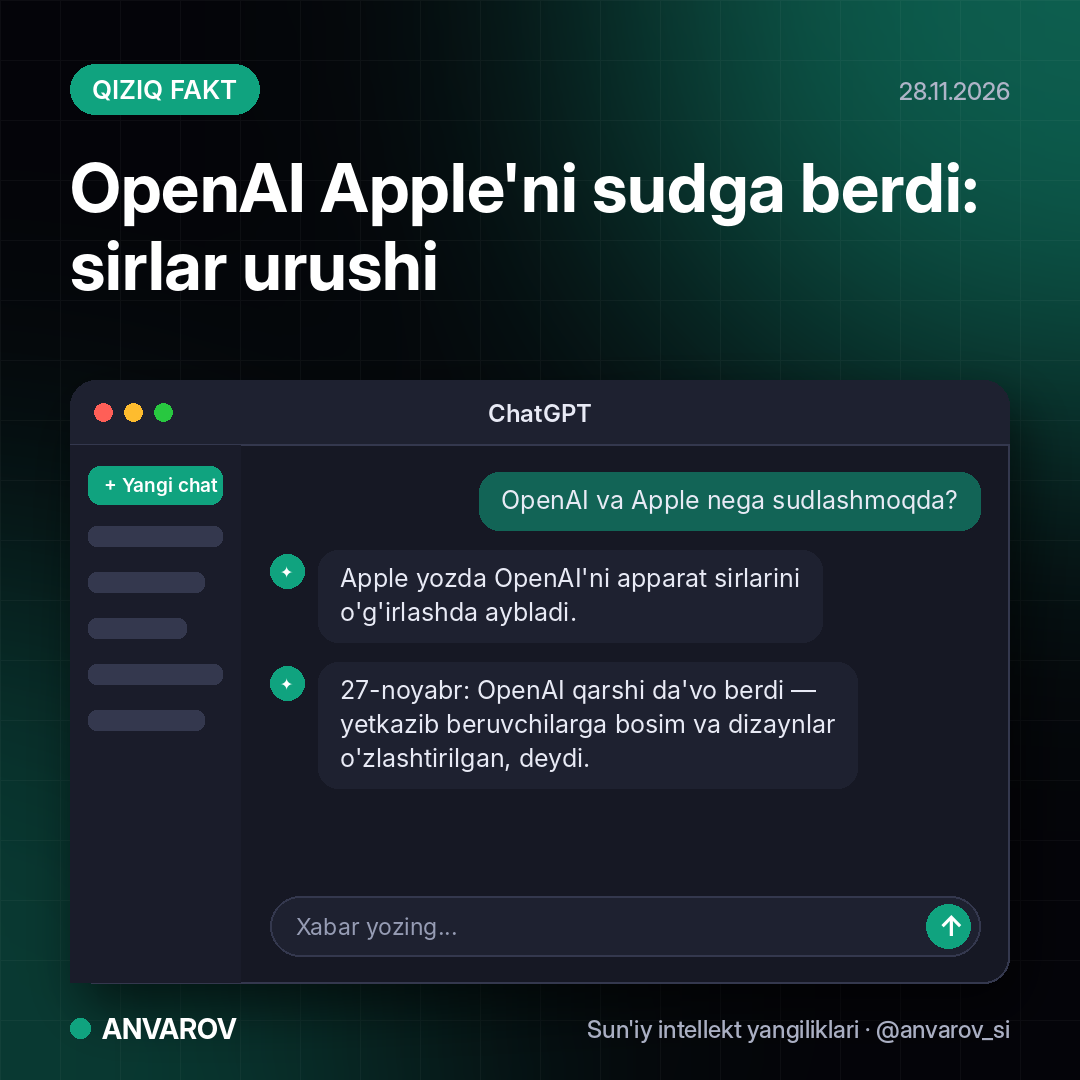 QIZIQ FAKT
28.11.2026
OpenAI Apple'ni sudga berdi:
sirlar urushi
ChatGPT
+ Yangi chat
OpenAI va Apple nega sudlashmoqda?
Apple yozda OpenAI'ni apparat sirlarini
o'g'irlashda aybladi.
27-noyabr: OpenAI qarshi da'vo berdi —
yetkazib beruvchilarga bosim va dizaynlar
o'zlashtirilgan, deydi.
Xabar yozing...
ANVAROV
Sun'iy intellekt yangiliklari · @anvarov_si